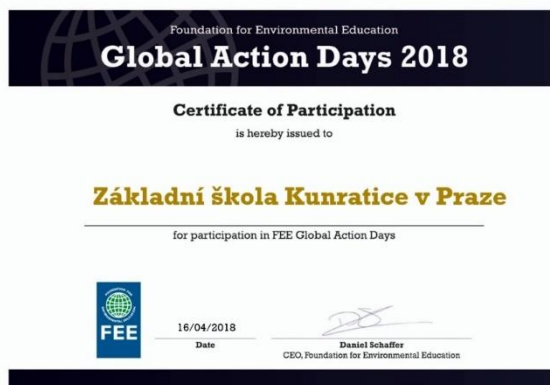 Foundation for Environmental Education
Global Action Days 2018
Certificate of Participation
is hereby issued to
Základní škola Kunratice v Praze
for participation in FEE Global Action Days
FEE
16/04/2018
Date
Daniel Schaffer
CEO, Foundation for Environmental Education